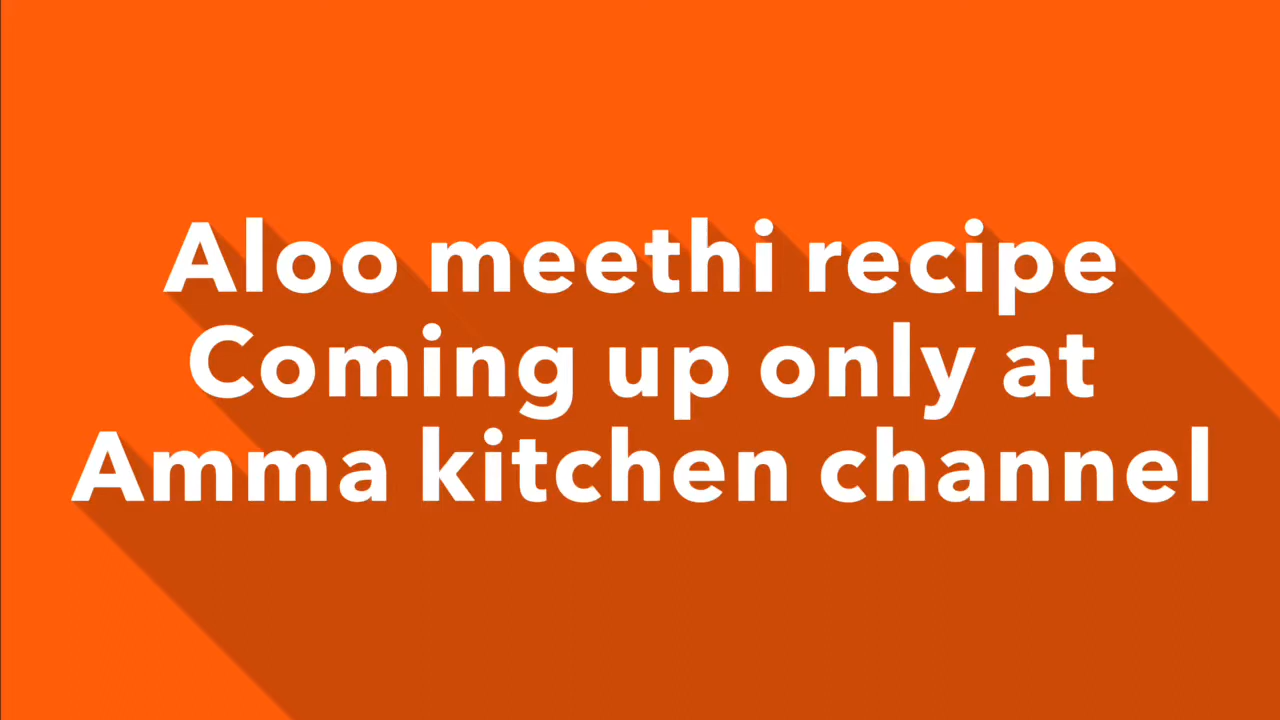 Aloo meethi recipe
Coming up only at
Amma kitchen channel